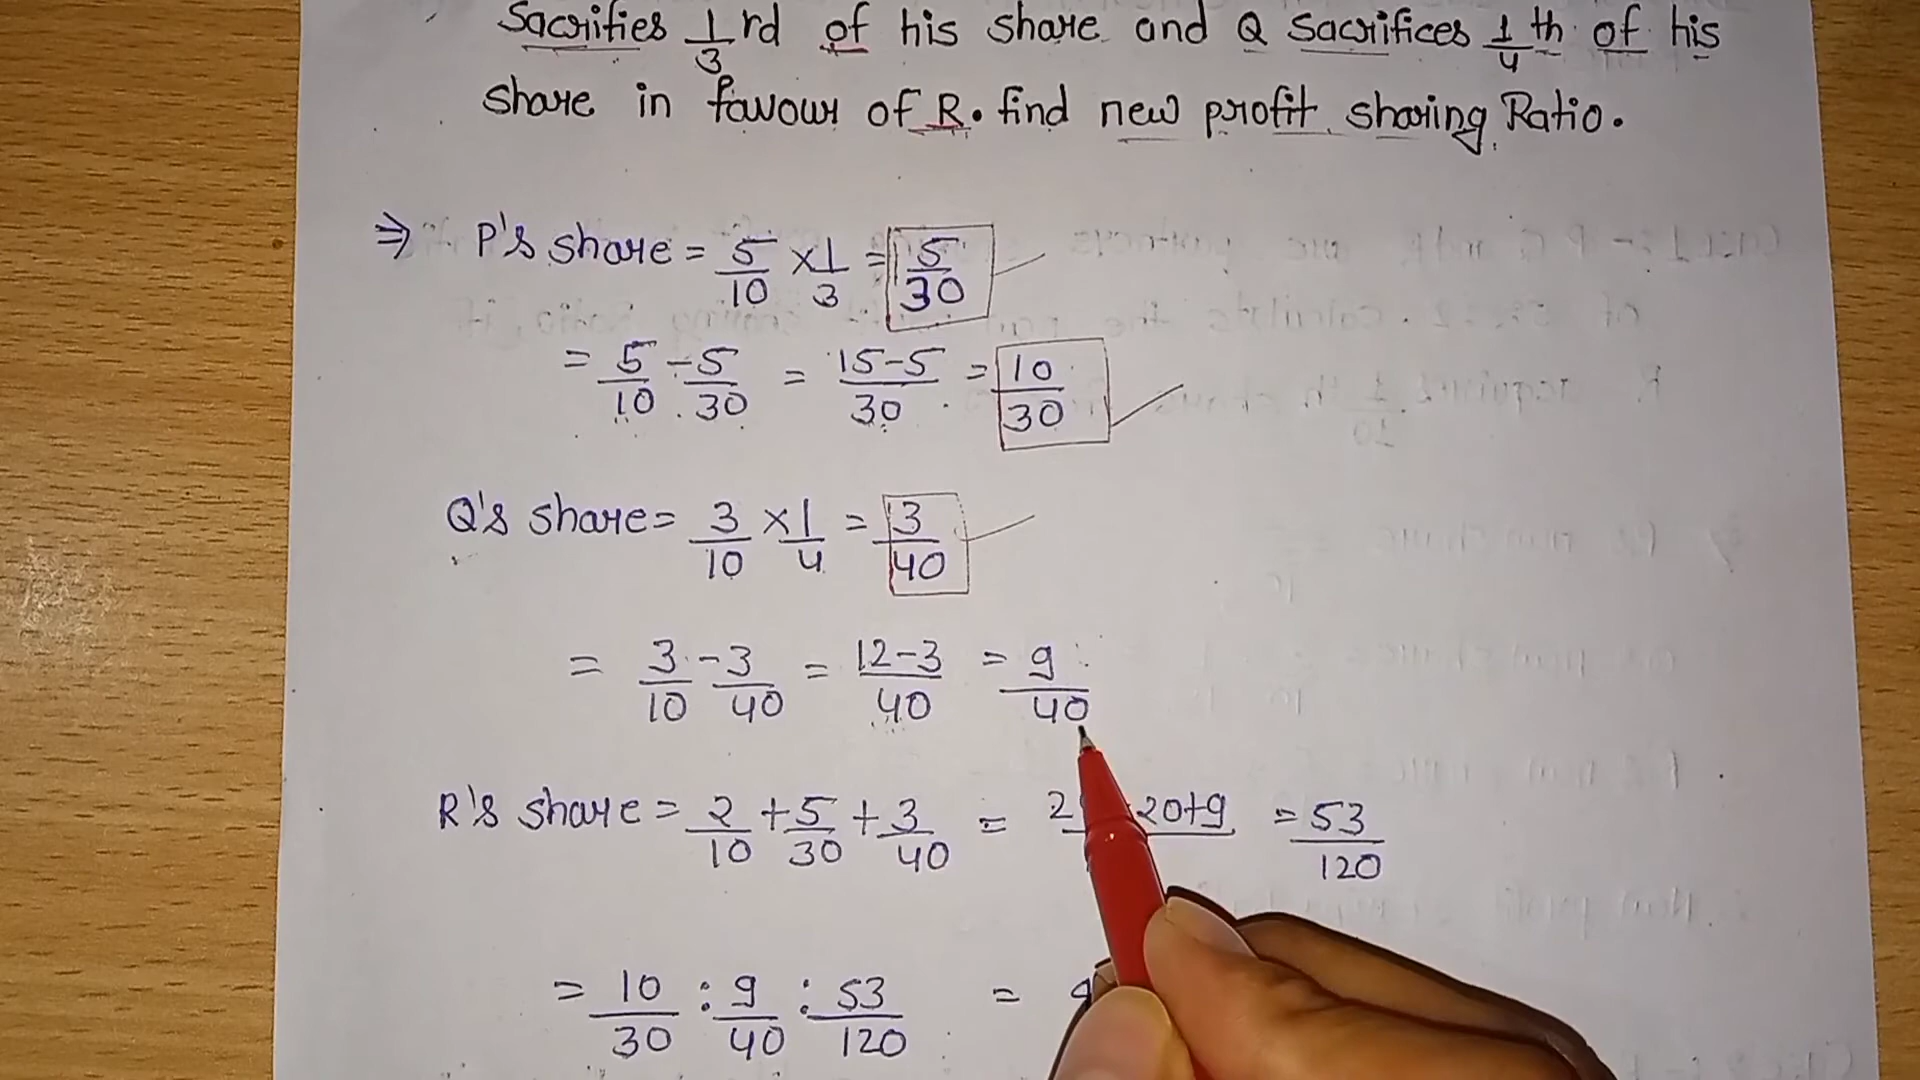 Sacrifies 1/3 rd of his share and Q Sacrifices 1/4 th of his
share in favour of R. find new profit sharing Ratio.
⇒ P's share = 5/10 × 1/3 = 5/30
= 5/10 - 5/30 = 15-5/30 = 10/30
Q's share = 3/10 × 1/4 = 3/40
= 3/10 - 3/40 = 12-3/40 = 9/40
R's share = 2/10 + 5/30 + 3/40 = 20+9 = 53/120
= 10/30 : 9/40 : 53/120 =